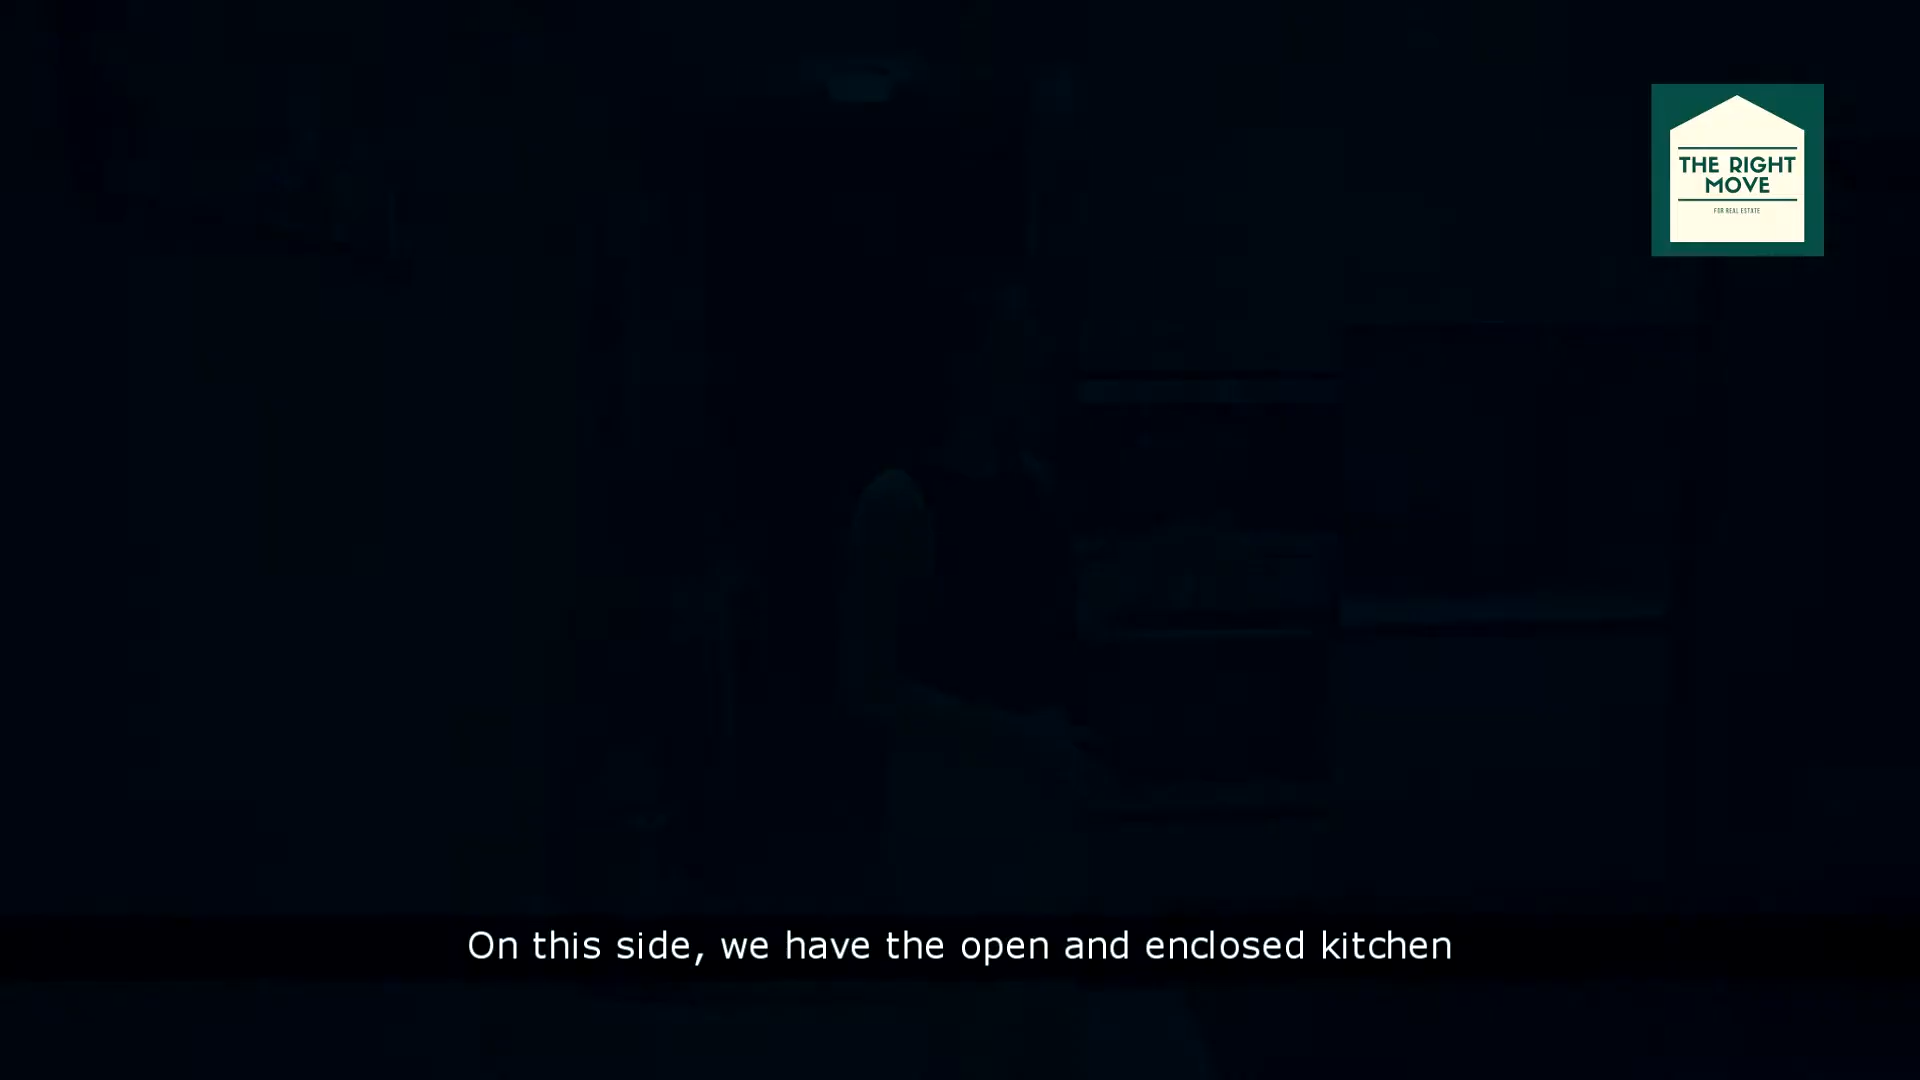 THE RIGHT
MOVE
FOR REAL ESTATE
On this side, we have the open and enclosed kitchen